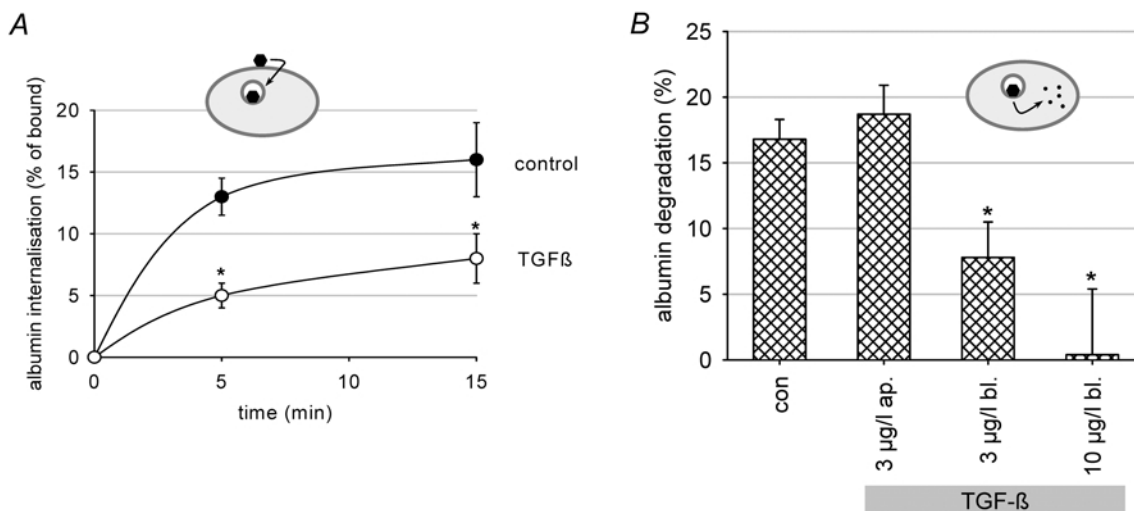 A
albumin internalisation (% of bound)
20
15
10
5
0
0 5 10 15
time (min)
control
*
TGFß
*
B
albumin degradation (%)
25
20
15
10
5
0
*
*
con
3 µg/l ap.
3 µg/l bl.
10 µg/l bl.
TGF-ß